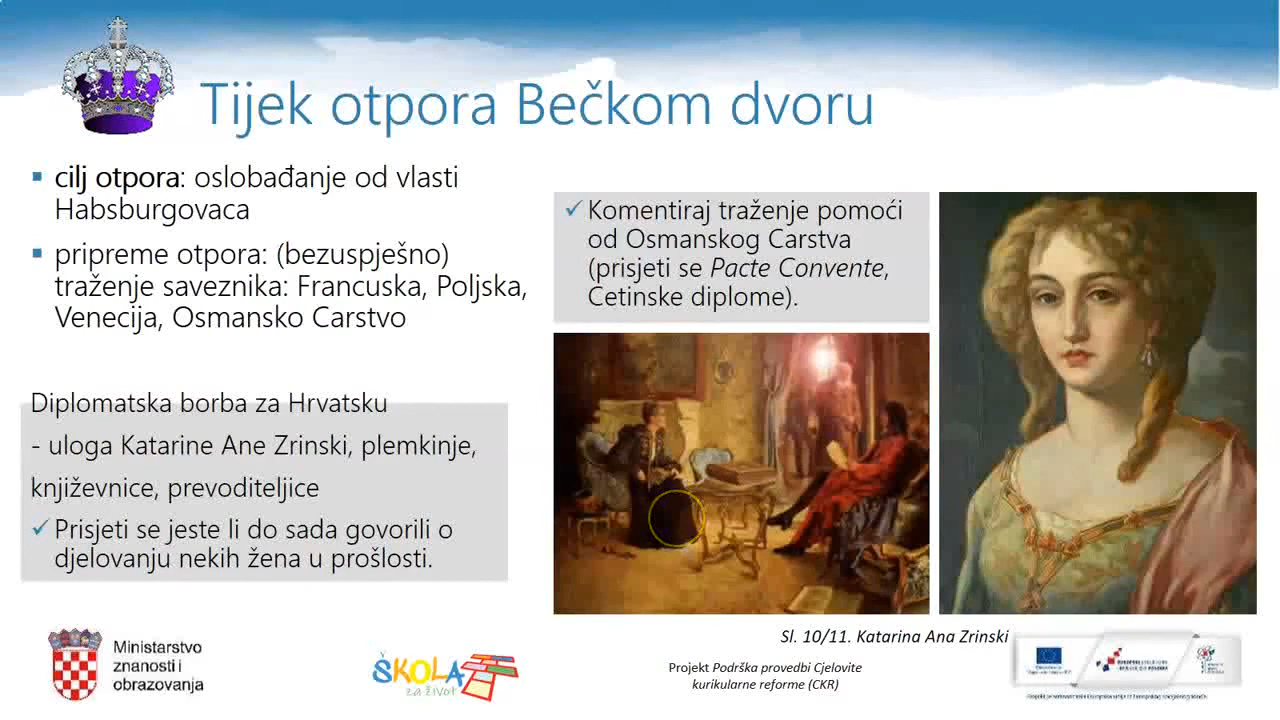 Tijek otpora Bečkom dvoru
▪ cilj otpora: oslobađanje od vlasti
Habsburgovaca
▪ pripreme otpora: (bezuspješno)
traženje saveznika: Francuska, Poljska,
Venecija, Osmansko Carstvo
Diplomatska borba za Hrvatsku
- uloga Katarine Ane Zrinski, plemkinje,
književnice, prevoditeljice
✓ Prisjeti se jeste li do sada govorili o
djelovanju nekih žena u prošlosti.
✓ Komentiraj traženje pomoći
od Osmanskog Carstva
(prisjeti se Pacte Convente,
Cetinske diplome).
Sl. 10/11. Katarina Ana Zrinski
Ministarstvo
znanosti i
obrazovanja
ŠKOLA
za život
Projekt Podrška provedbi Cjelovite
kurikularne reforme (CKR)